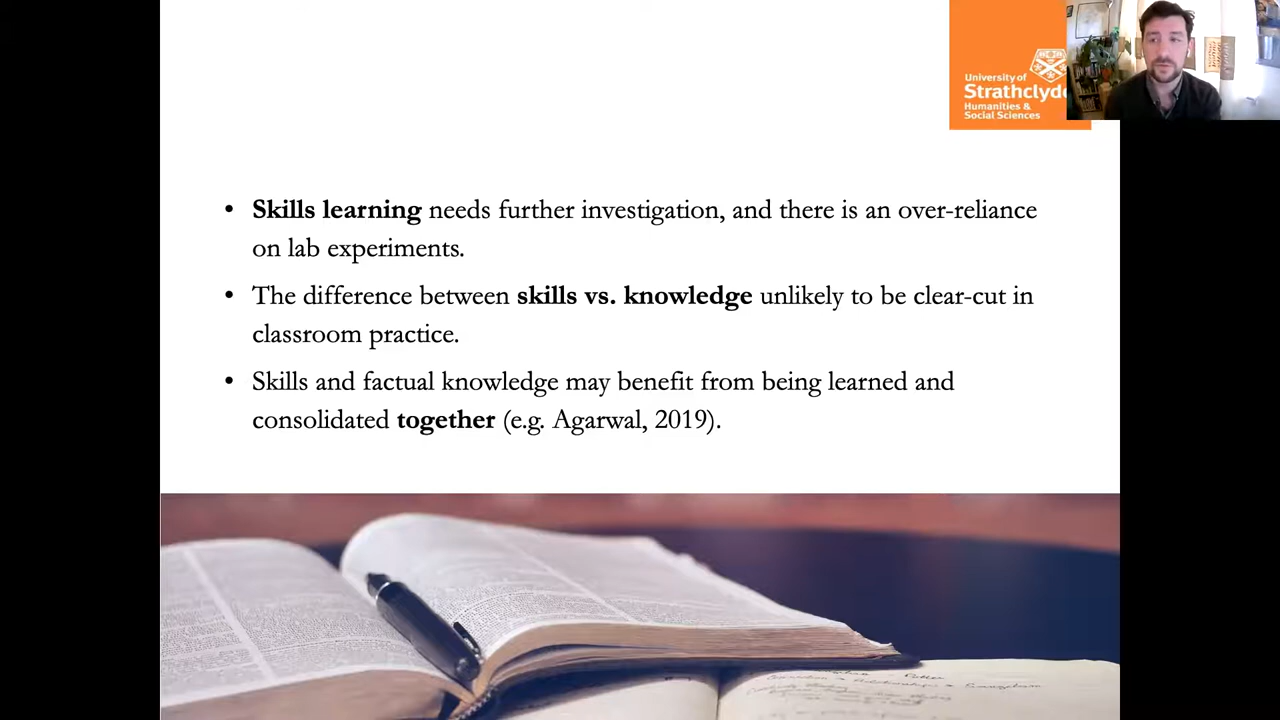 University of
Strathclyde
Humanities &
Social Sciences
• Skills learning needs further investigation, and there is an over-reliance
on lab experiments.
• The difference between skills vs. knowledge unlikely to be clear-cut in
classroom practice.
• Skills and factual knowledge may benefit from being learned and
consolidated together (e.g. Agarwal, 2019).